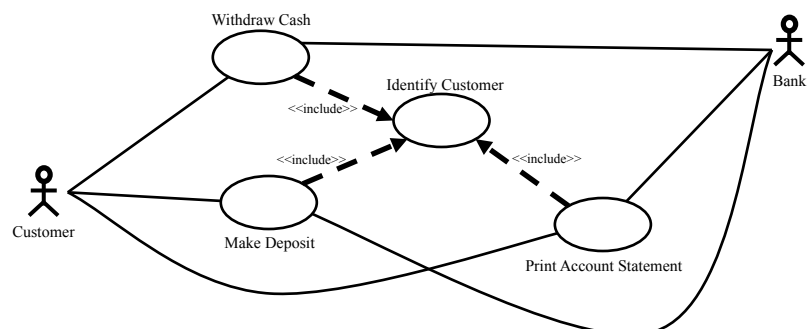 Withdraw Cash
Bank
Identify Customer
<<include>>
<<include>>
<<include>>
Customer
Make Deposit
Print Account Statement